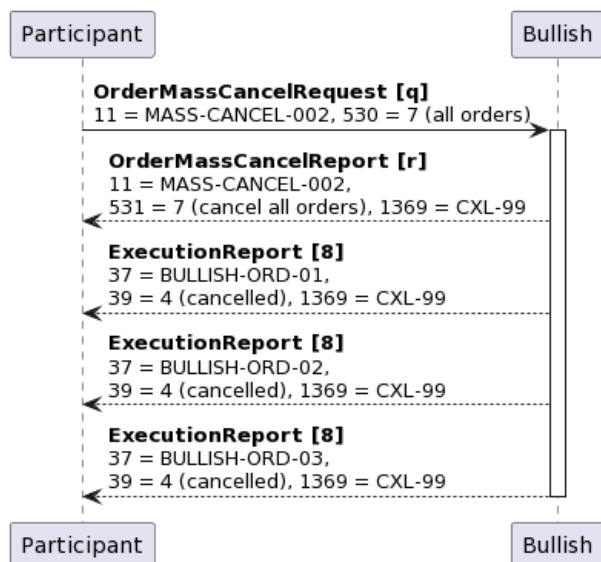 Participant
Bullish
OrderMassCancelRequest [q]
11 = MASS-CANCEL-002, 530 = 7 (all orders)
OrderMassCancelReport [r]
11 = MASS-CANCEL-002,
531 = 7 (cancel all orders), 1369 = CXL-99
ExecutionReport [8]
37 = BULLISH-ORD-01,
39 = 4 (cancelled), 1369 = CXL-99
ExecutionReport [8]
37 = BULLISH-ORD-02,
39 = 4 (cancelled), 1369 = CXL-99
ExecutionReport [8]
37 = BULLISH-ORD-03,
39 = 4 (cancelled), 1369 = CXL-99
Participant
Bullish